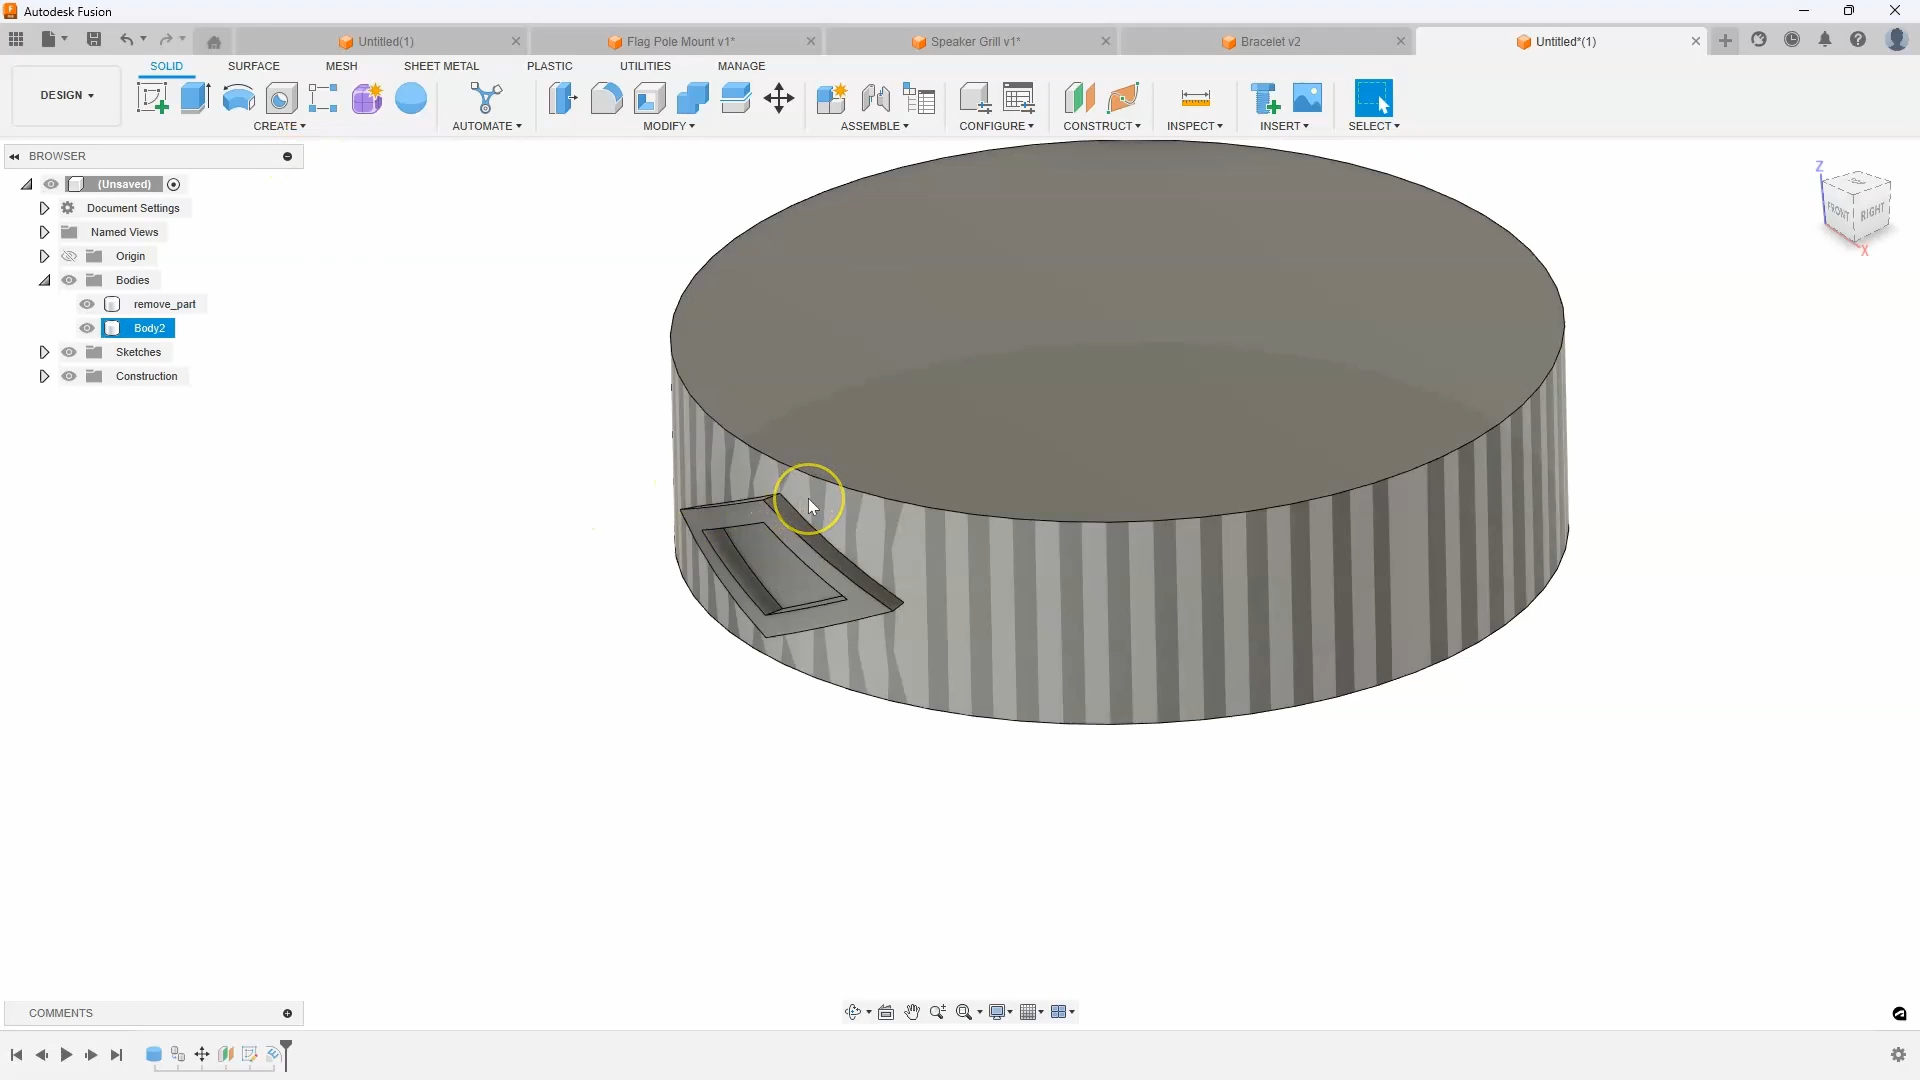 Autodesk Fusion
Untitled(1)
Flag Pole Mount v1*
Speaker Grill v1*
Bracelet v2
Untitled*(1)
DESIGN
SOLID
SURFACE
MESH
SHEET METAL
PLASTIC
UTILITIES
MANAGE
CREATE
AUTOMATE
MODIFY
ASSEMBLE
CONFIGURE
CONSTRUCT
INSPECT
INSERT
SELECT
BROWSER
(Unsaved)
Document Settings
Named Views
Origin
Bodies
remove_part
Body2
Sketches
Construction
Z
FRONT
RIGHT
X
COMMENTS